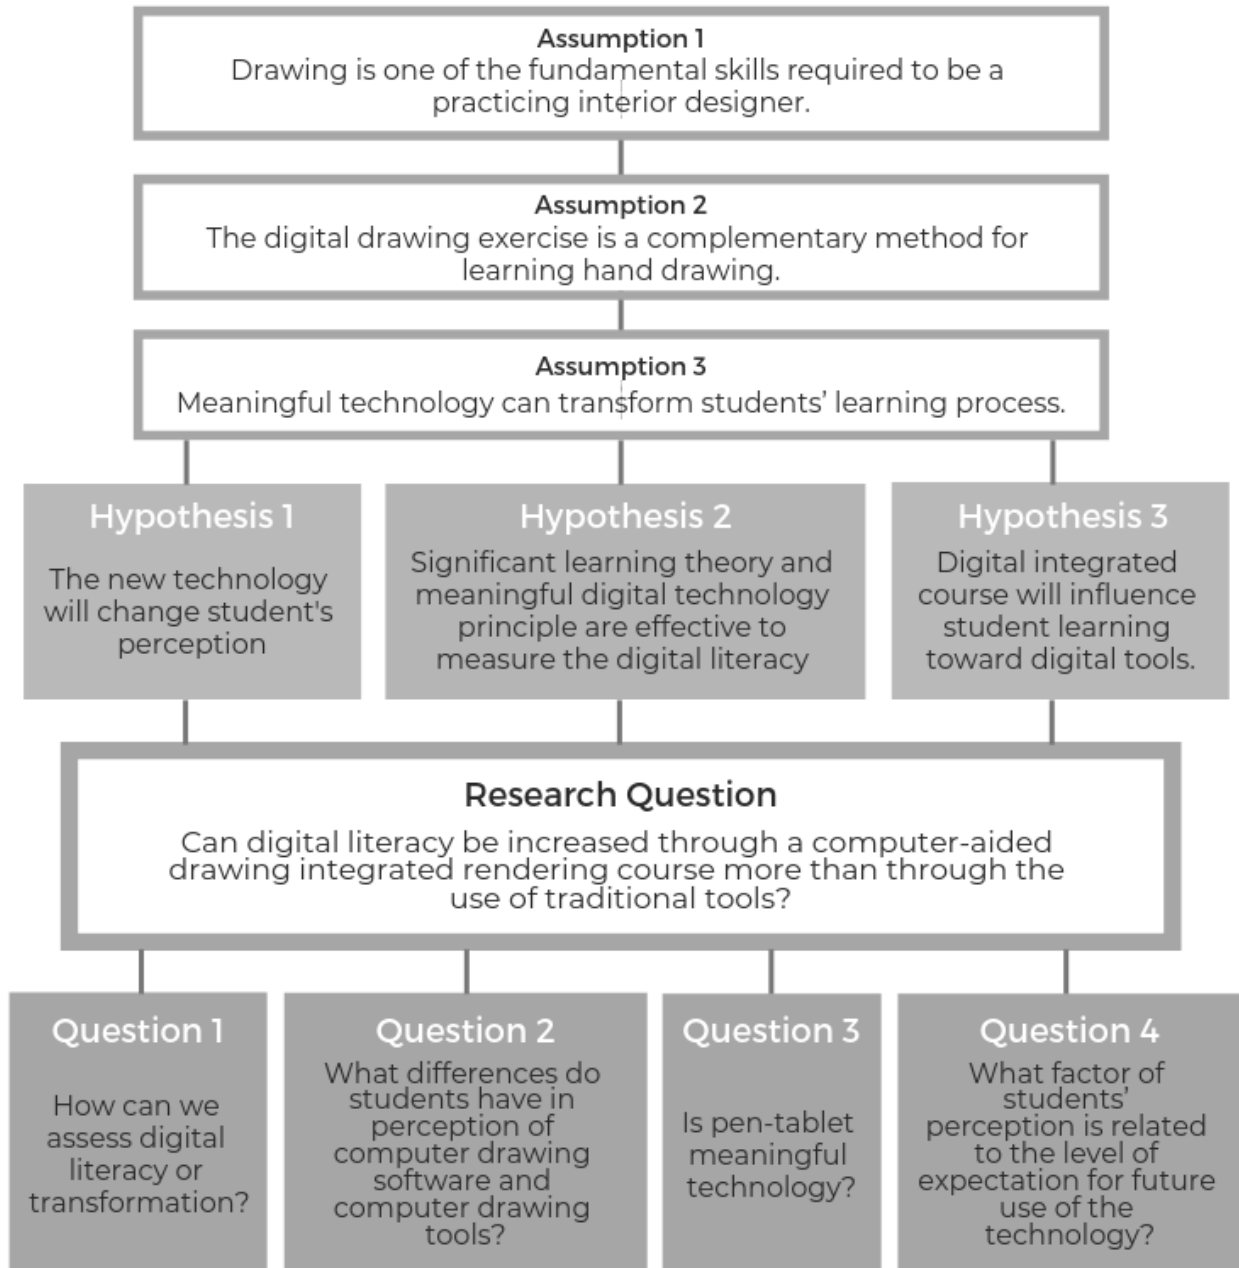 Assumption 1
Drawing is one of the fundamental skills required to be a
practicing interior designer.
Assumption 2
The digital drawing exercise is a complementary method for
learning hand drawing.
Assumption 3
Meaningful technology can transform students’ learning process.
Hypothesis 1
The new technology
will change student's
perception
Hypothesis 2
Significant learning theory and
meaningful digital technology
principle are effective to
measure the digital literacy
Hypothesis 3
Digital integrated
course will influence
student learning
toward digital tools.
Research Question
Can digital literacy be increased through a computer-aided
drawing integrated rendering course more than through the
use of traditional tools?
Question 1
How can we
assess digital
literacy or
transformation?
Question 2
What differences do
students have in
perception of
computer drawing
software and
computer drawing
tools?
Question 3
Is pen-tablet
meaningful
technology?
Question 4
What factor of
students’
perception is related
to the level of
expectation for future
use of the
technology?